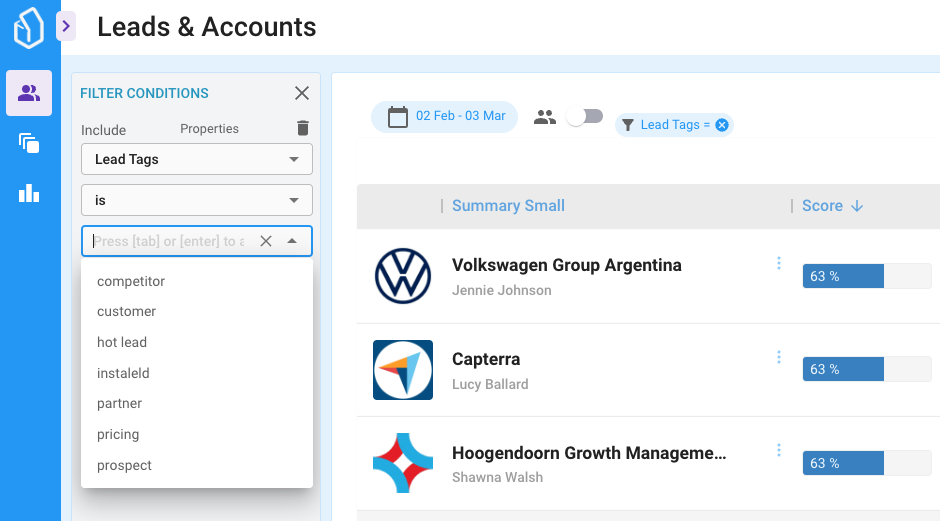 Leads & Accounts
FILTER CONDITIONS
Include
Properties
Lead Tags
is
Press [tab] or [enter] to a
competitor
customer
hot lead
instaleld
partner
pricing
prospect
02 Feb - 03 Mar
Lead Tags =
Summary Small
Score
Volkswagen Group Argentina
Jennie Johnson
63 %
Capterra
Lucy Ballard
63 %
Hoogendoorn Growth Manageme…
Shawna Walsh
63 %